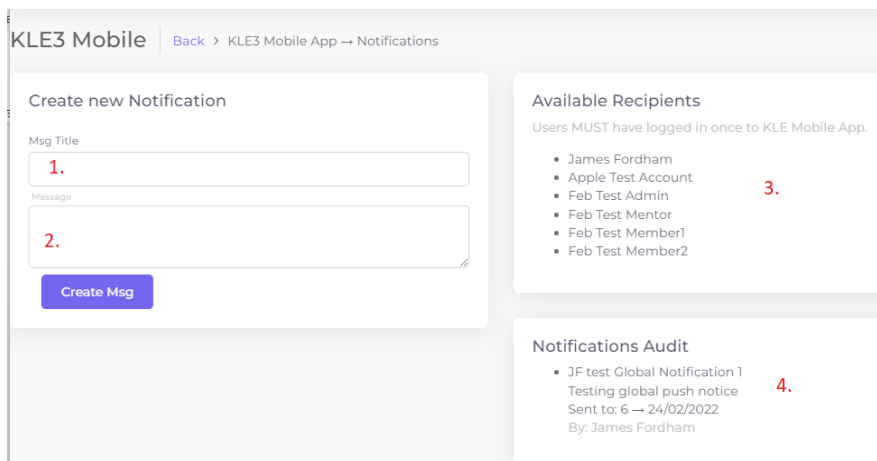 KLE3 Mobile
Back > KLE3 Mobile App → Notifications
Create new Notification
Msg Title
1.
Message
2.
Create Msg
Available Recipients
Users MUST have logged in once to KLE Mobile App.
• James Fordham
• Apple Test Account
• Feb Test Admin
• Feb Test Mentor
• Feb Test Member1
• Feb Test Member2
3.
Notifications Audit
• JF test Global Notification 1
Testing global push notice
Sent to: 6 → 24/02/2022
By: James Fordham
4.